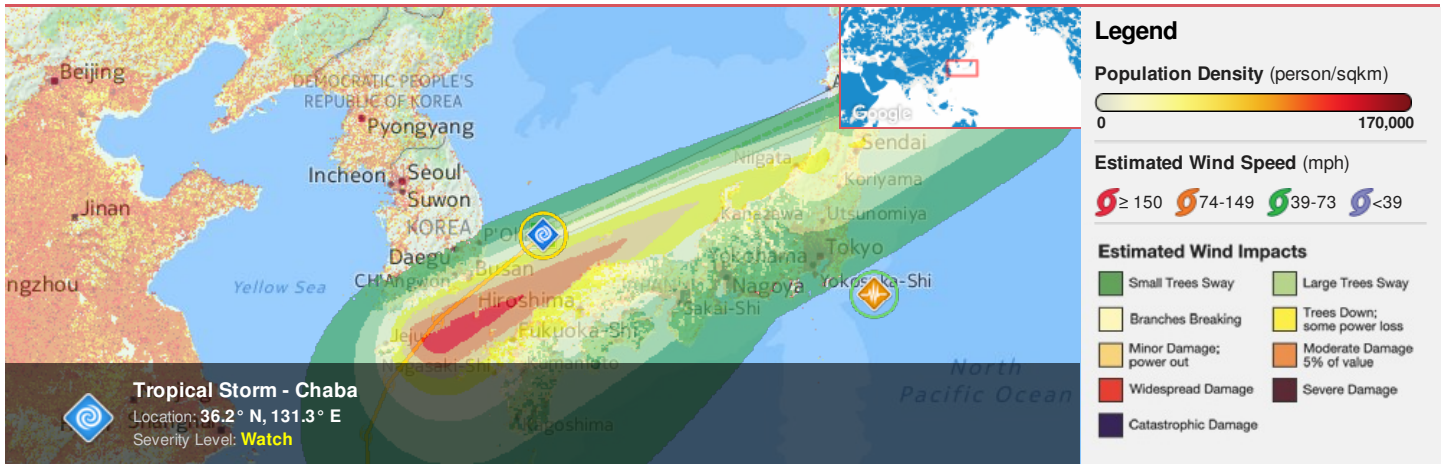 Beijing
DEMOCRATIC PEOPLE'S
REPUBLIC OF KOREA
Pyongyang
Incheon
Seoul
Suwon
KOREA
Jinan
Daegu
Busan
CH'Angwon
Yellow Sea
ngzhou
Hiroshima
Jeju
Fukuoka-Shi
Nagasaki-Shi
Kumamoto
Kagoshima
Google
Sendai
Niigata
Koriyama
Kanazawa
Utsunomiya
Tokyo
Yokohama
Nagoya
Yokosuka-Shi
Sakai-Shi
North
Pacific Ocean
Tropical Storm - Chaba
Location: 36.2° N, 131.3° E
Severity Level: Watch
Legend
Population Density (person/sqkm)
0 170,000
Estimated Wind Speed (mph)
≥ 150 74-149 39-73 <39
Estimated Wind Impacts
Small Trees Sway
Large Trees Sway
Branches Breaking
Trees Down;
some power loss
Minor Damage;
power out
Moderate Damage
5% of value
Widespread Damage
Severe Damage
Catastrophic Damage